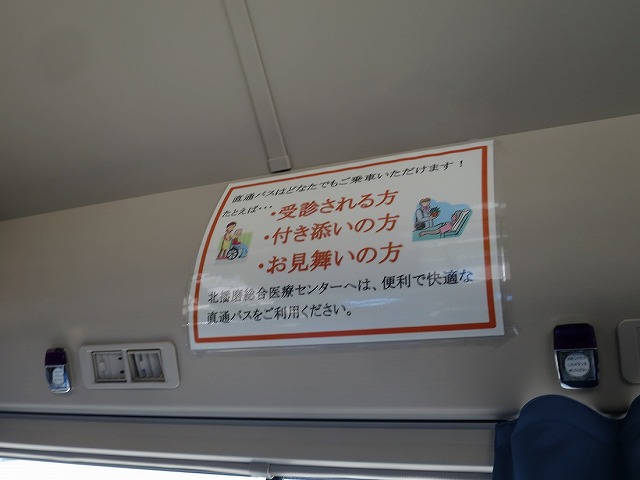 直通バスはどなたでもご乗車いただけます！
たとえば・・・
・受診される方
・付き添いの方
・お見舞いの方
北播磨総合医療センターへは、便利で快適な
直通バスをご利用ください。